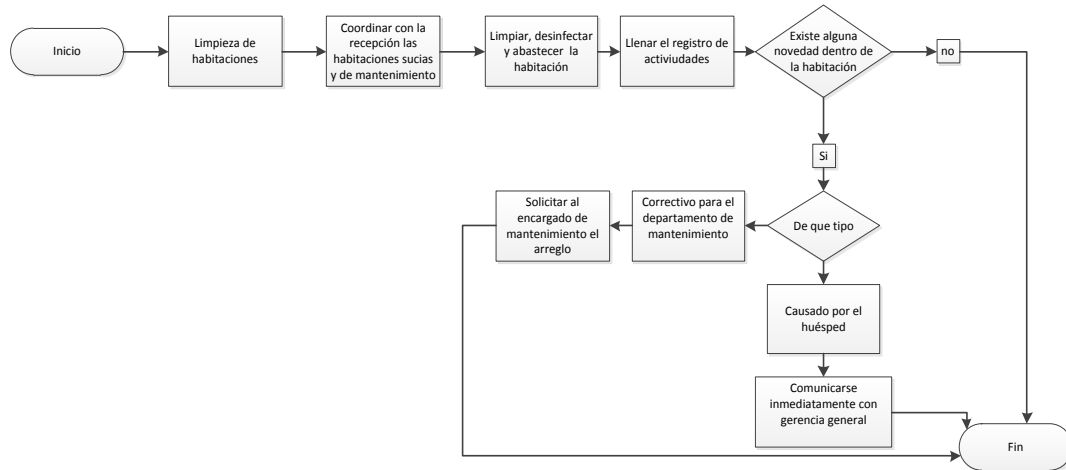 Inicio
Limpieza de
habitaciones
Coordinar con la
recepción las
habitaciones sucias
y de mantenimiento
Limpiar, desinfectar
y abastecer la
habitación
Llenar el registro de
activiudades
Existe alguna
novedad dentro de
la habitación
no
Si
De que tipo
Correctivo para el
departamento de
mantenimiento
Solicitar al
encargado de
mantenimiento el
arreglo
Causado por el
huésped
Comunicarse
inmediatamente con
gerencia general
Fin